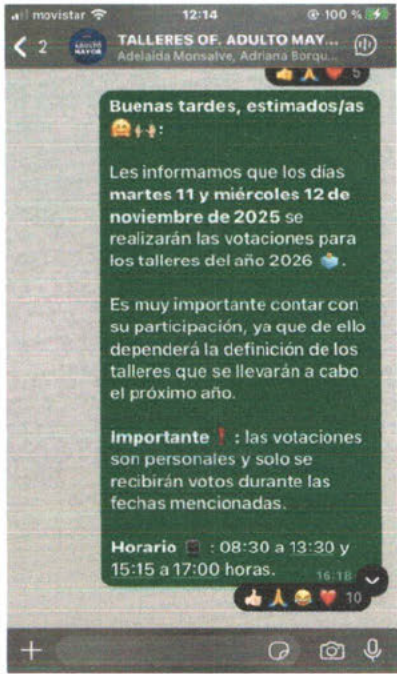 movistar 12:14 100 %
2 TALLERES OF. ADULTO MAY...
Adelaida Monsalve, Adriana Borqu...
5
Buenas tardes, estimados/as
:
Les informamos que los días
martes 11 y miércoles 12 de
noviembre de 2025 se
realizarán las votaciones para
los talleres del año 2026 .
Es muy importante contar con
su participación, ya que de ello
dependerá la definición de los
talleres que se llevarán a cabo
el próximo año.
Importante ❗ : las votaciones
son personales y solo se
recibirán votos durante las
fechas mencionadas.
Horario : 08:30 a 13:30 y
15:15 a 17:00 horas. 16:18
10